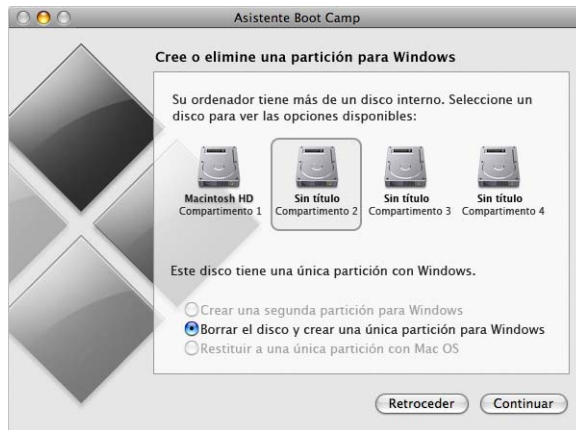 Asistente Boot Camp
Cree o elimine una partición para Windows
Su ordenador tiene más de un disco interno. Seleccione un
disco para ver las opciones disponibles:
Macintosh HD
Compartimento 1
Sin título
Compartimento 2
Sin título
Compartimento 3
Sin título
Compartimento 4
Este disco tiene una única partición con Windows.
Crear una segunda partición para Windows
Borrar el disco y crear una única partición para Windows
Restituir a una única partición con Mac OS
Retroceder
Continuar